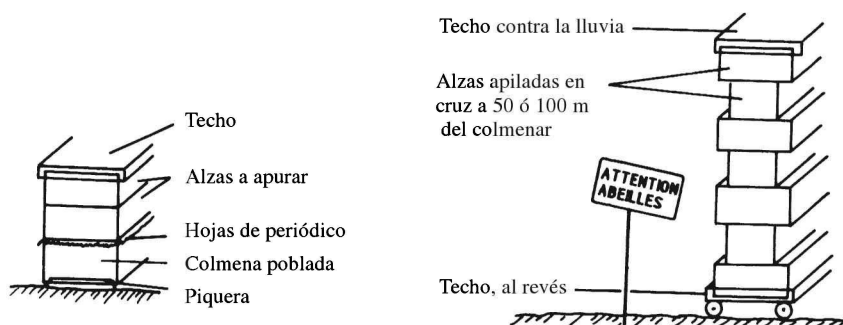 Techo
Alzas a apurar
Hojas de periódico
Colmena poblada
Piquera
Techo contra la lluvia
Alzas apiladas en
cruz a 50 ó 100 m
del colmenar
ATTENTION
ABEILLES
Techo, al revés